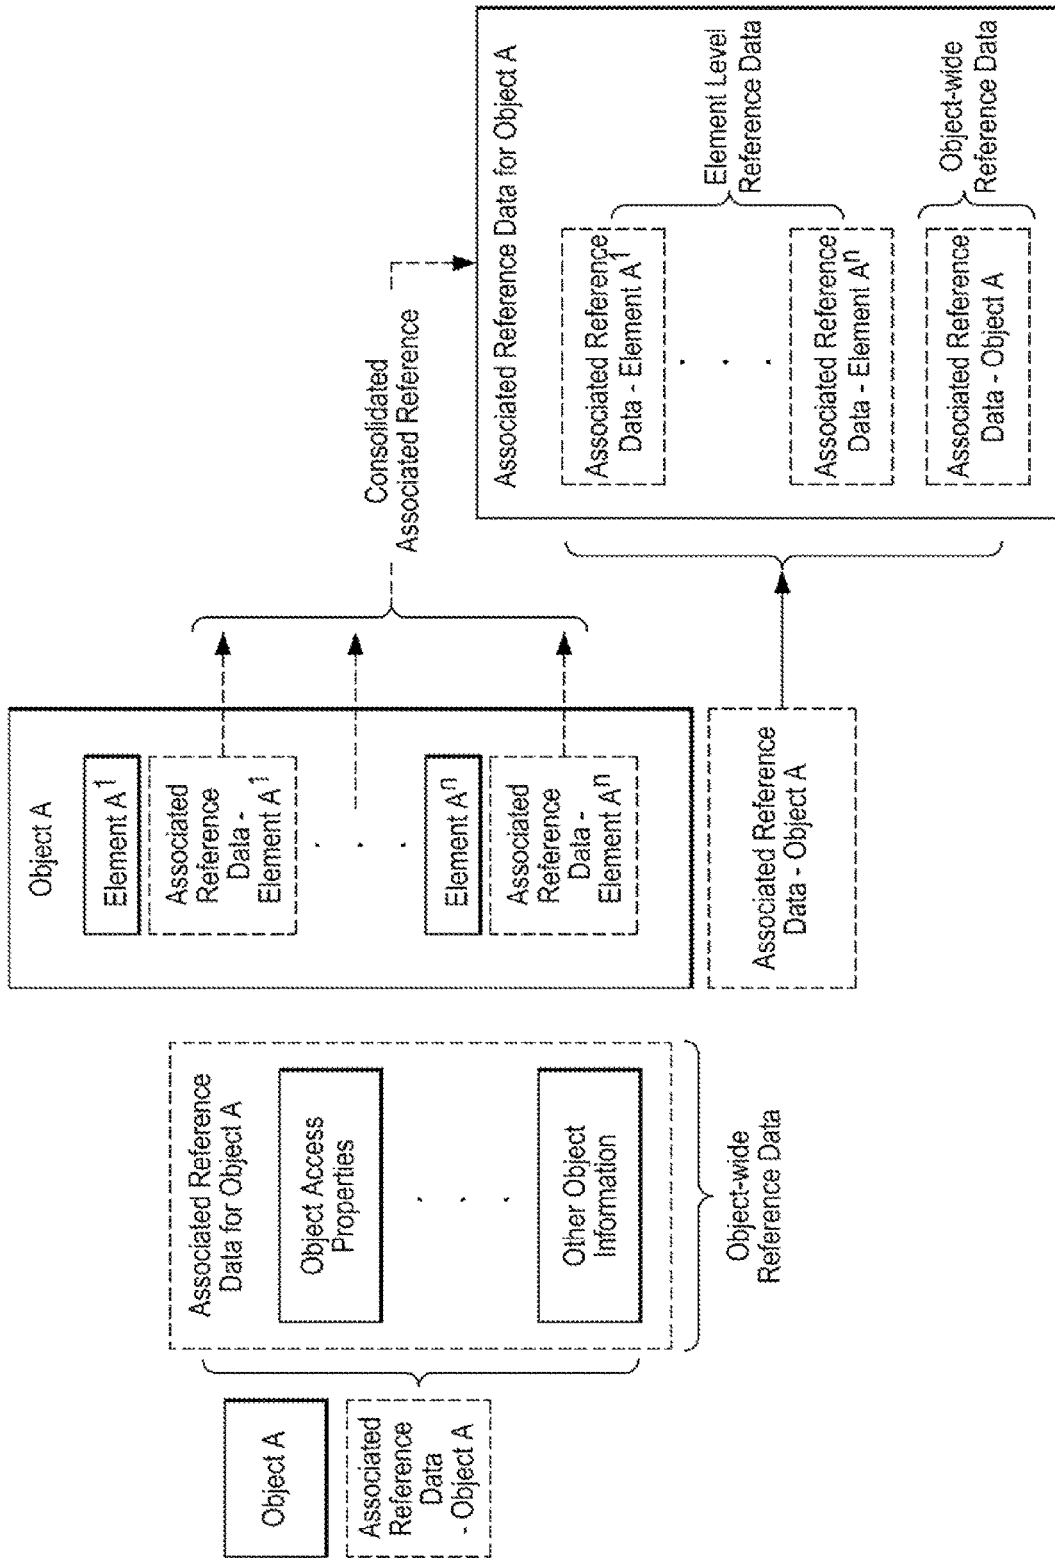 Object A
Associated
Reference
Data
- Object A
Associated Reference
Data for Object A
Object Access
Properties
Other Object
Information
Object-wide
Reference Data
Object A
Element A1
Associated
Reference
Data -
Element A1
Element An
Associated
Reference
Data -
Element An
Associated Reference
Data - Object A
Consolidated
Associated Reference
Associated Reference Data for Object A
Associated Reference
Data - Element A1
Associated Reference
Data - Element An
Associated Reference
Data - Object A
Element Level
Reference Data
Object-wide
Reference Data